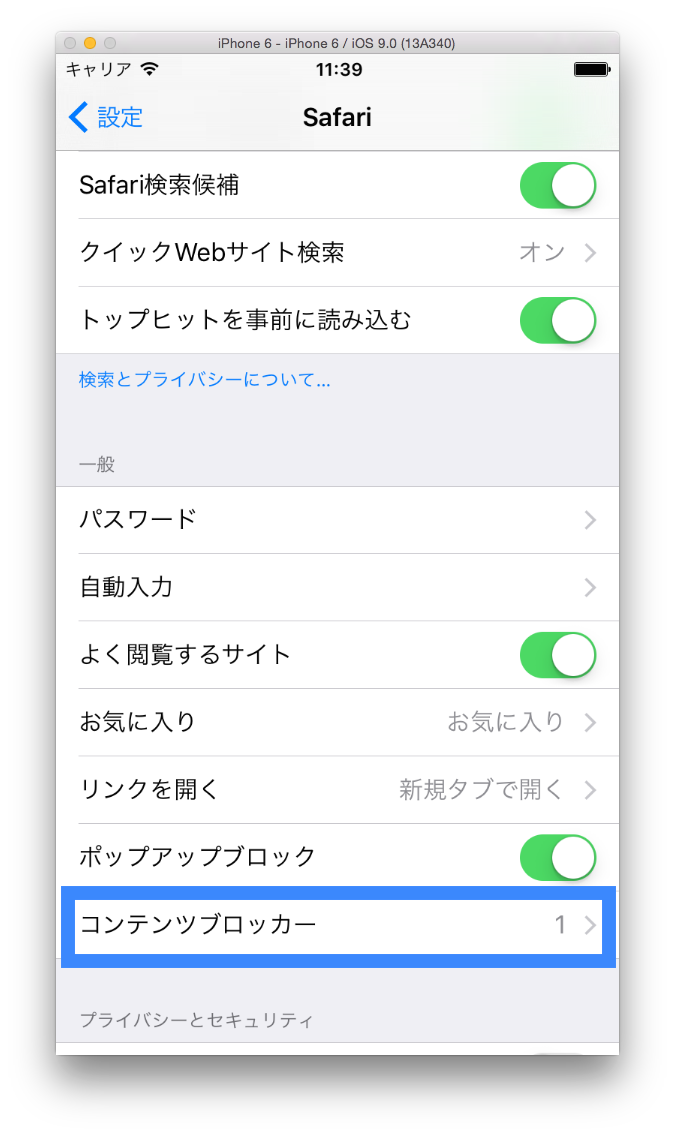 iPhone 6 - iPhone 6 / iOS 9.0 (13A340)
キャリア 11:39
設定 Safari
Safari検索候補
クイックWebサイト検索 オン
トップヒットを事前に読み込む
検索とプライバシーについて...
一般
パスワード
自動入力
よく閲覧するサイト
お気に入り お気に入り
リンクを開く 新規タブで開く
ポップアップブロック
コンテンツブロッカー 1
プライバシーとセキュリティ